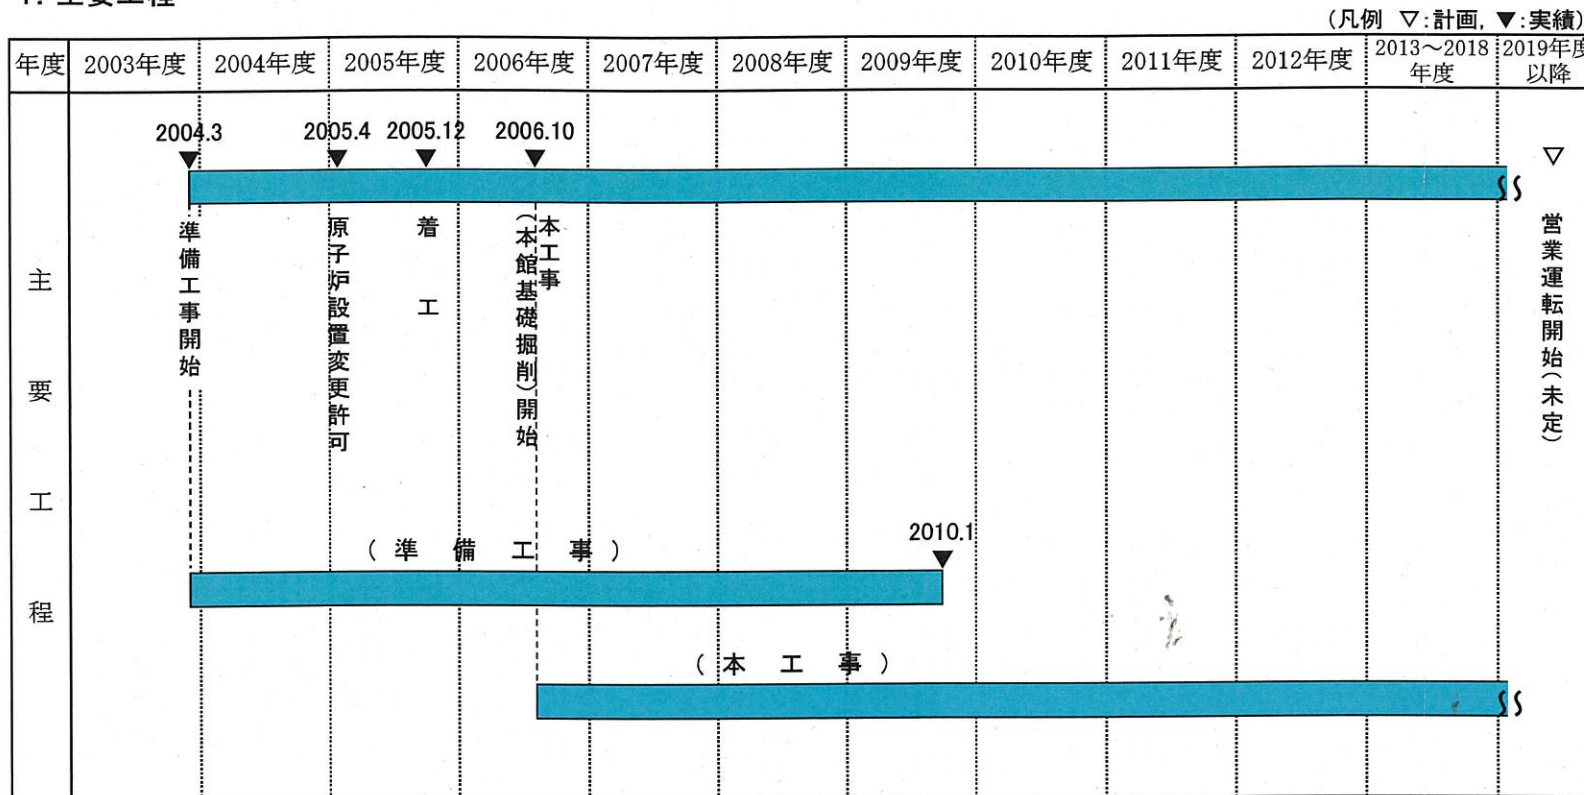 (凡例 ▽:計画, ▼:実績)
年度 2003年度 2004年度 2005年度 2006年度 2007年度 2008年度 2009年度 2010年度 2011年度 2012年度 2013～2018年度 2019年度以降
2004.3 2005.4 2005.12 2006.10
準備工事開始
原子炉設置変更許可
着工
本工事
(本館基礎掘削)開始
営業運転開始(未定)
主要工程
(準備工事)
2010.1
(本工事)